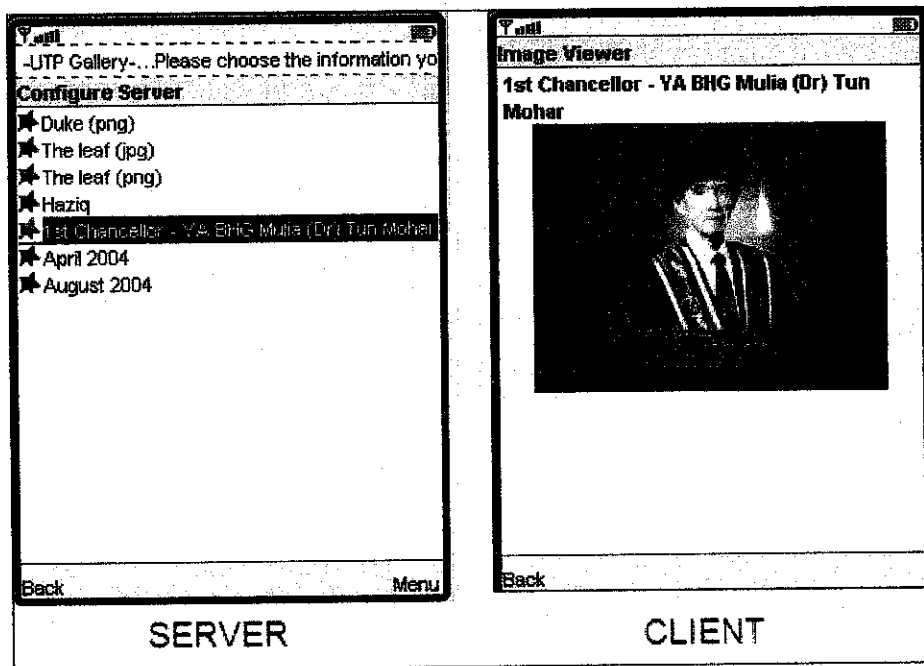 -UTP Gallery-...Please choose the information yo
Configure Server
Duke (png)
The leaf (jpg)
The leaf (png)
Haziq
1st Chancellor - YA BHG Mulia (Dr) Tun Mohar
April 2004
August 2004
Back Menu
SERVER
Image Viewer
1st Chancellor - YA BHG Mulia (Dr) Tun
Mohar
Back
CLIENT